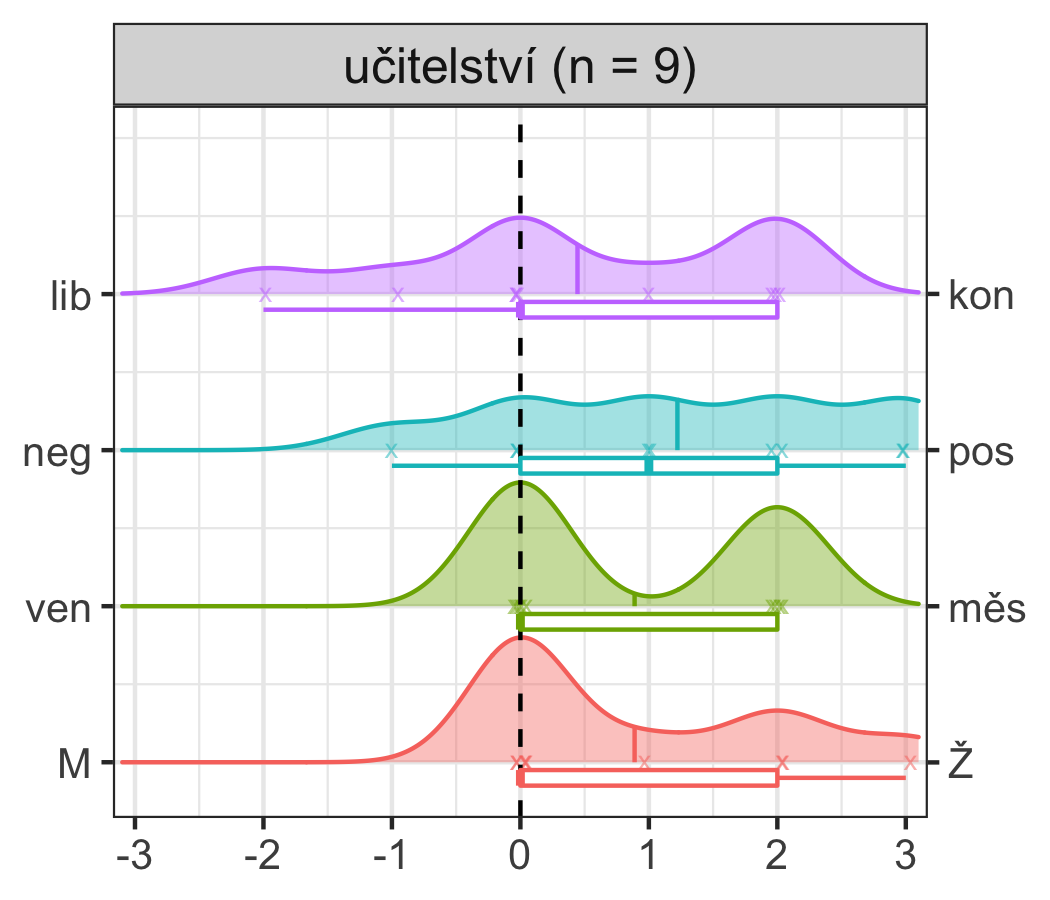 učitelství (n = 9)
lib kon
neg pos
ven měs
M Ž
-3 -2 -1 0 1 2 3